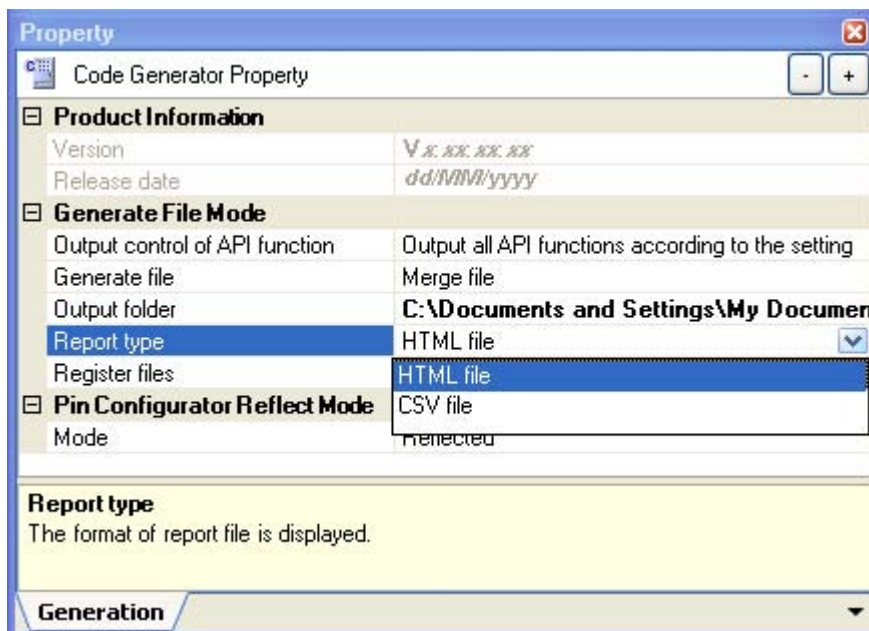 Property
Code Generator Property
- +
Product Information
Version V x.xx.xx.xx
Release date dd/MM/yyyy
Generate File Mode
Output control of API function Output all API functions according to the setting
Generate file Merge file
Output folder C:\Documents and Settings\My Documen
Report type HTML file
Register files HTML file
Pin Configurator Reflect Mode CSV file
Mode Reflected
Report type
The format of report file is displayed.
Generation